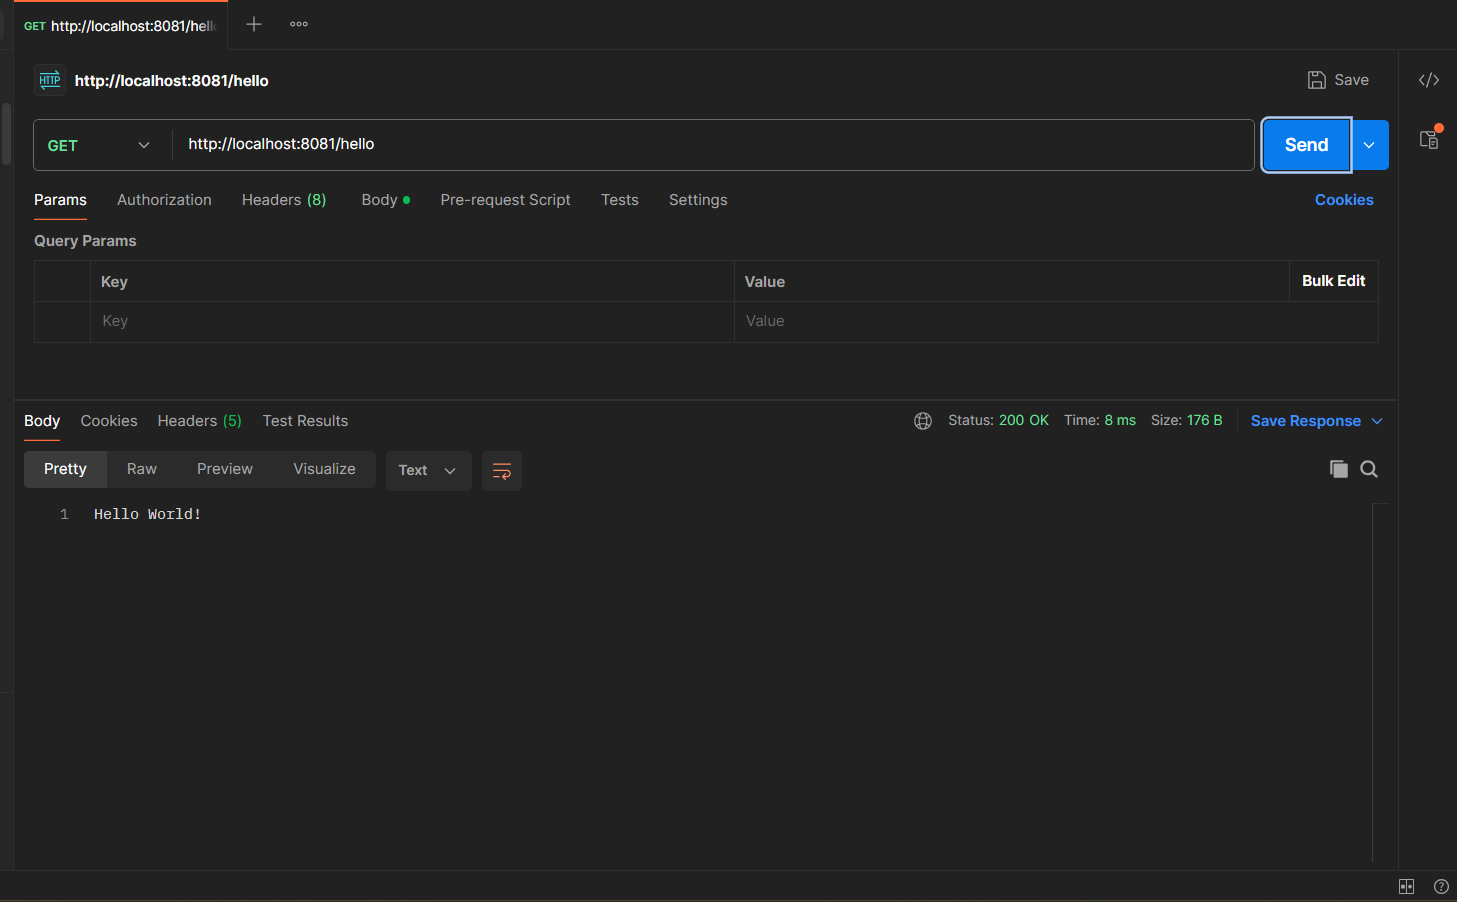 GET http://localhost:8081/hell
HTTP http://localhost:8081/hello
Save
GET http://localhost:8081/hello
Send
Params Authorization Headers (8) Body Pre-request Script Tests Settings Cookies
Query Params
Key Value Bulk Edit
Key Value
Body Cookies Headers (5) Test Results Status: 200 OK Time: 8 ms Size: 176 B Save Response
Pretty Raw Preview Visualize Text
1 Hello World!